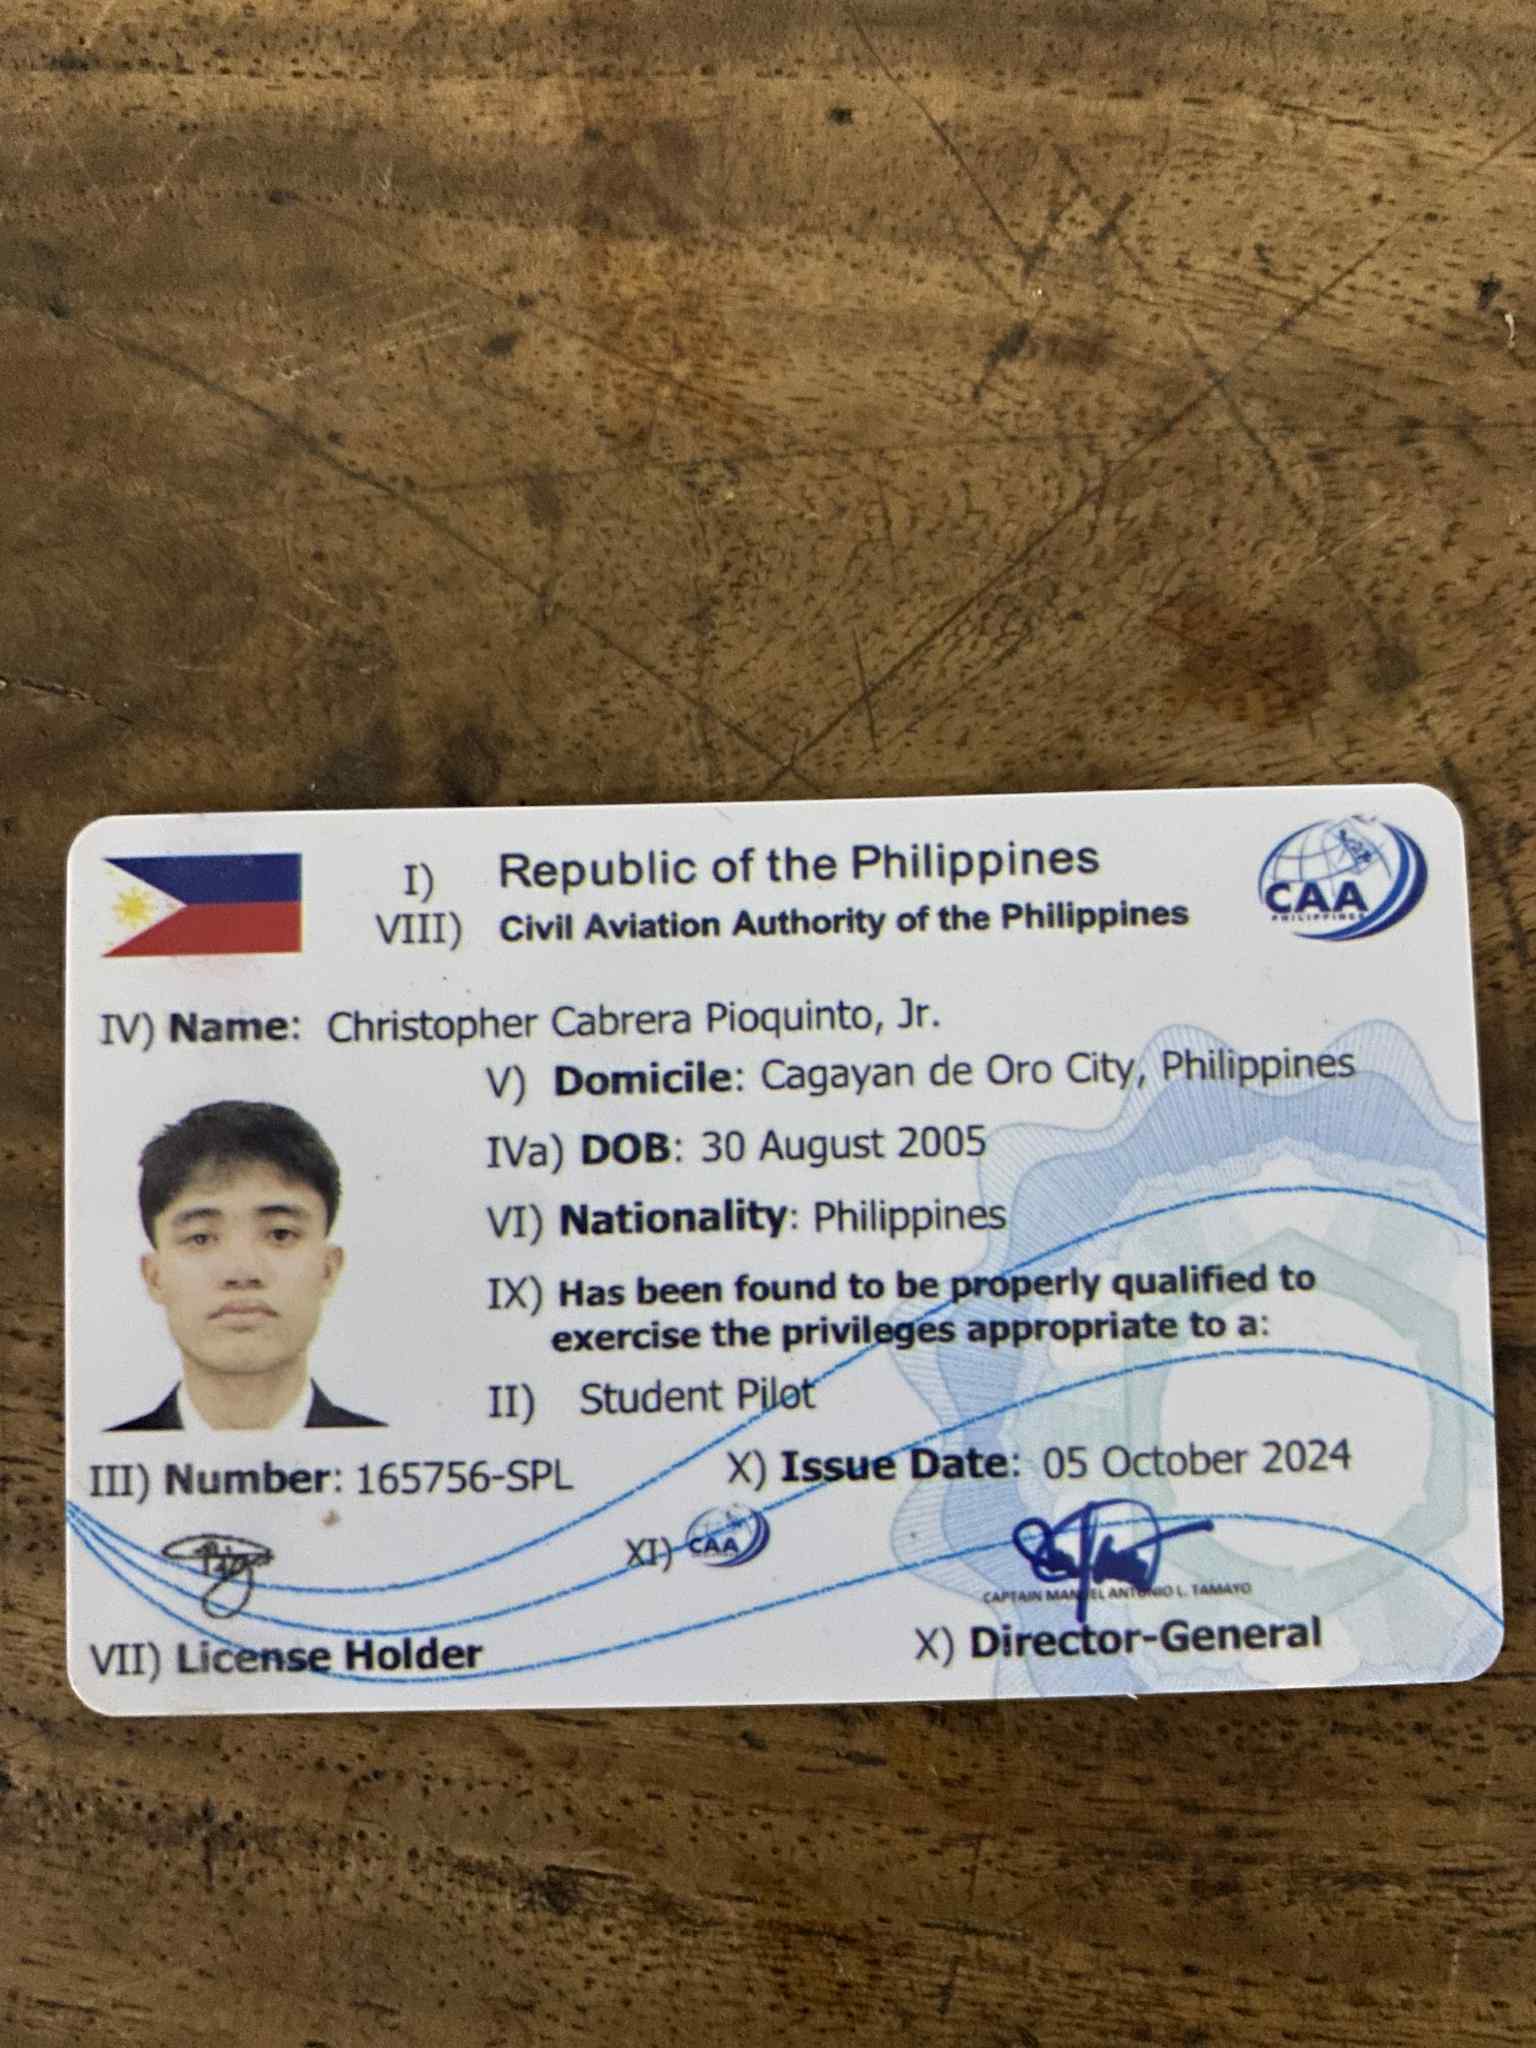 I) Republic of the Philippines
VIII) Civil Aviation Authority of the Philippines
CAA
PHILIPPINES
IV) Name: Christopher Cabrera Pioquinto, Jr.
V) Domicile: Cagayan de Oro City, Philippines
IVa) DOB: 30 August 2005
VI) Nationality: Philippines
IX) Has been found to be properly qualified to
exercise the privileges appropriate to a:
II) Student Pilot
III) Number: 165756-SPL X) Issue Date: 05 October 2024
XI) CAA
CAPTAIN MANUEL ANTONIO L. TAMAYO
VII) License Holder X) Director-General